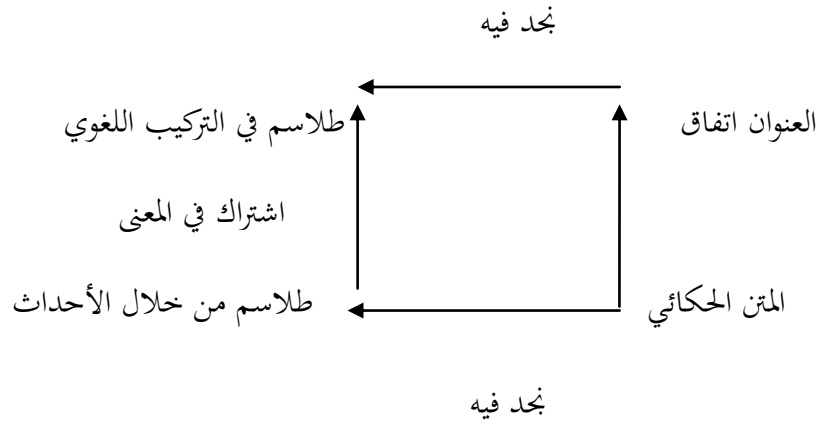 نجد فيه
العنوان اتفاق
طلاسم في التركيب اللغوي
اشتراك في المعنى
المتن الحكائي
طلاسم من خلال الأحداث
نجد فيه